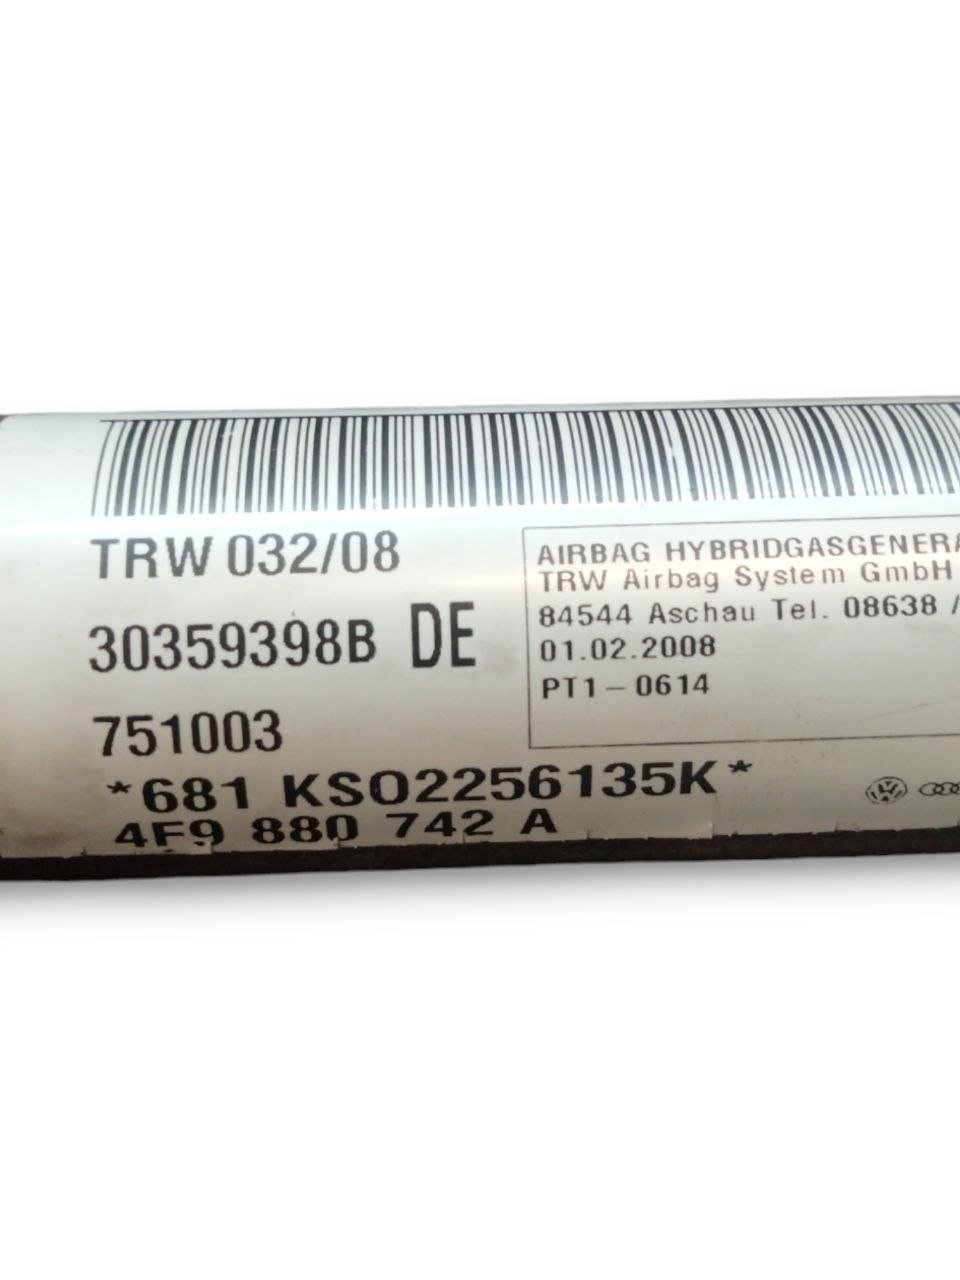 TRW 032/08
30359398B DE
751003
*681 KS02256135K*
4F9 880 742 A
AIRBAG HYBRIDGASGENERA
TRW Airbag System GmbH
84544 Aschau Tel. 08638 /
01.02.2008
PT1-0614